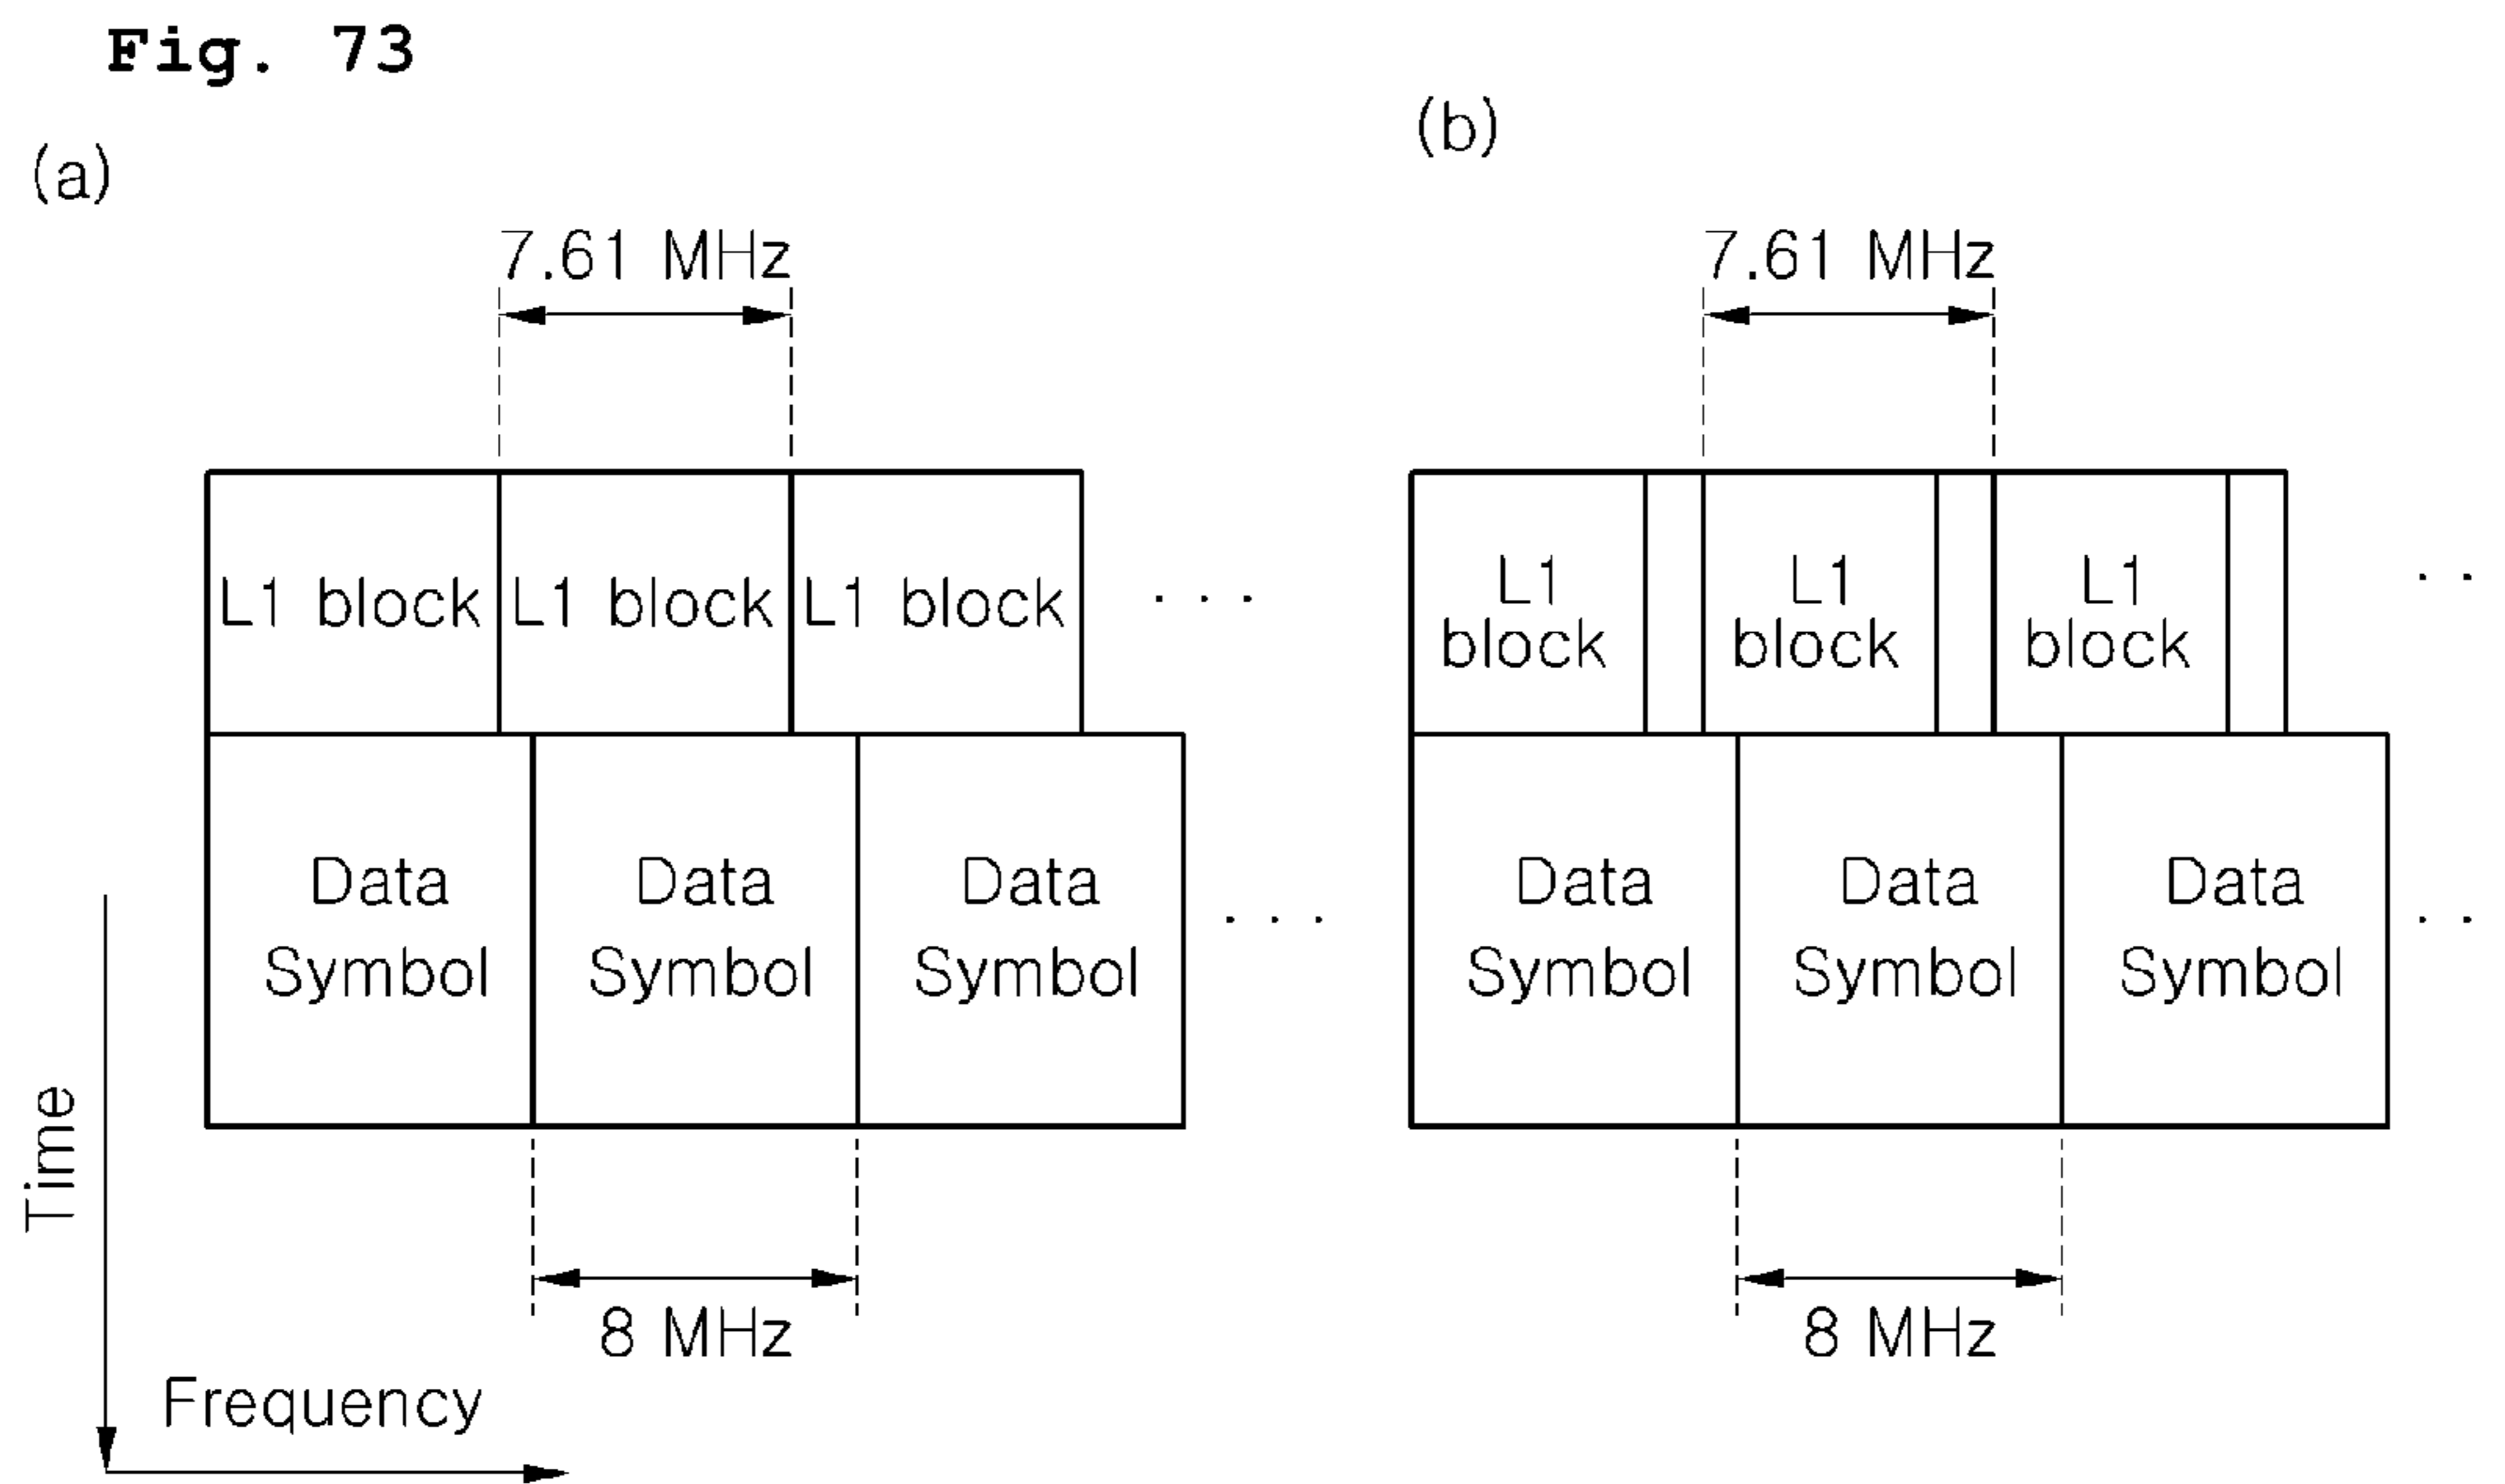 Fig. 73
(a)
7.61 MHz
L1 block L1 block L1 block . . .
Data Symbol
Data Symbol
Data Symbol
. . .
8 MHz
Time
Frequency
(b)
7.61 MHz
L1 block
L1 block
L1 block
. .
Data Symbol
Data Symbol
Data Symbol
. .
8 MHz